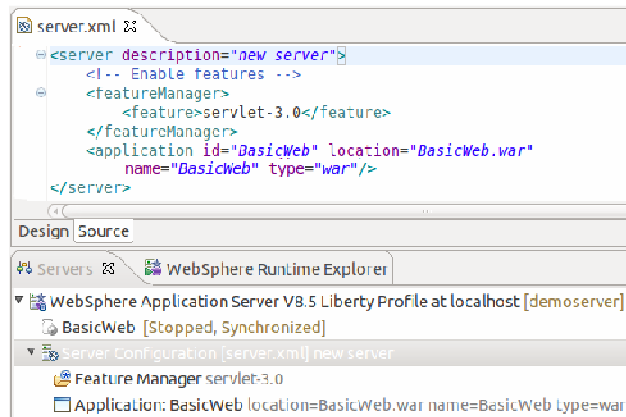 server.xml
<server description="new server">
<!-- Enable features -->
<featureManager>
<feature>servlet-3.0</feature>
</featureManager>
<application id="BasicWeb" location="BasicWeb.war"
name="BasicWeb" type="war"/>
</server>
Design Source
Servers WebSphere Runtime Explorer
WebSphere Application Server V8.5 Liberty Profile at localhost [demoserver]
BasicWeb [Stopped, Synchronized]
Server Configuration [server.xml] new server
Feature Manager servlet-3.0
Application: BasicWeb location=BasicWeb.war name=BasicWeb type=war